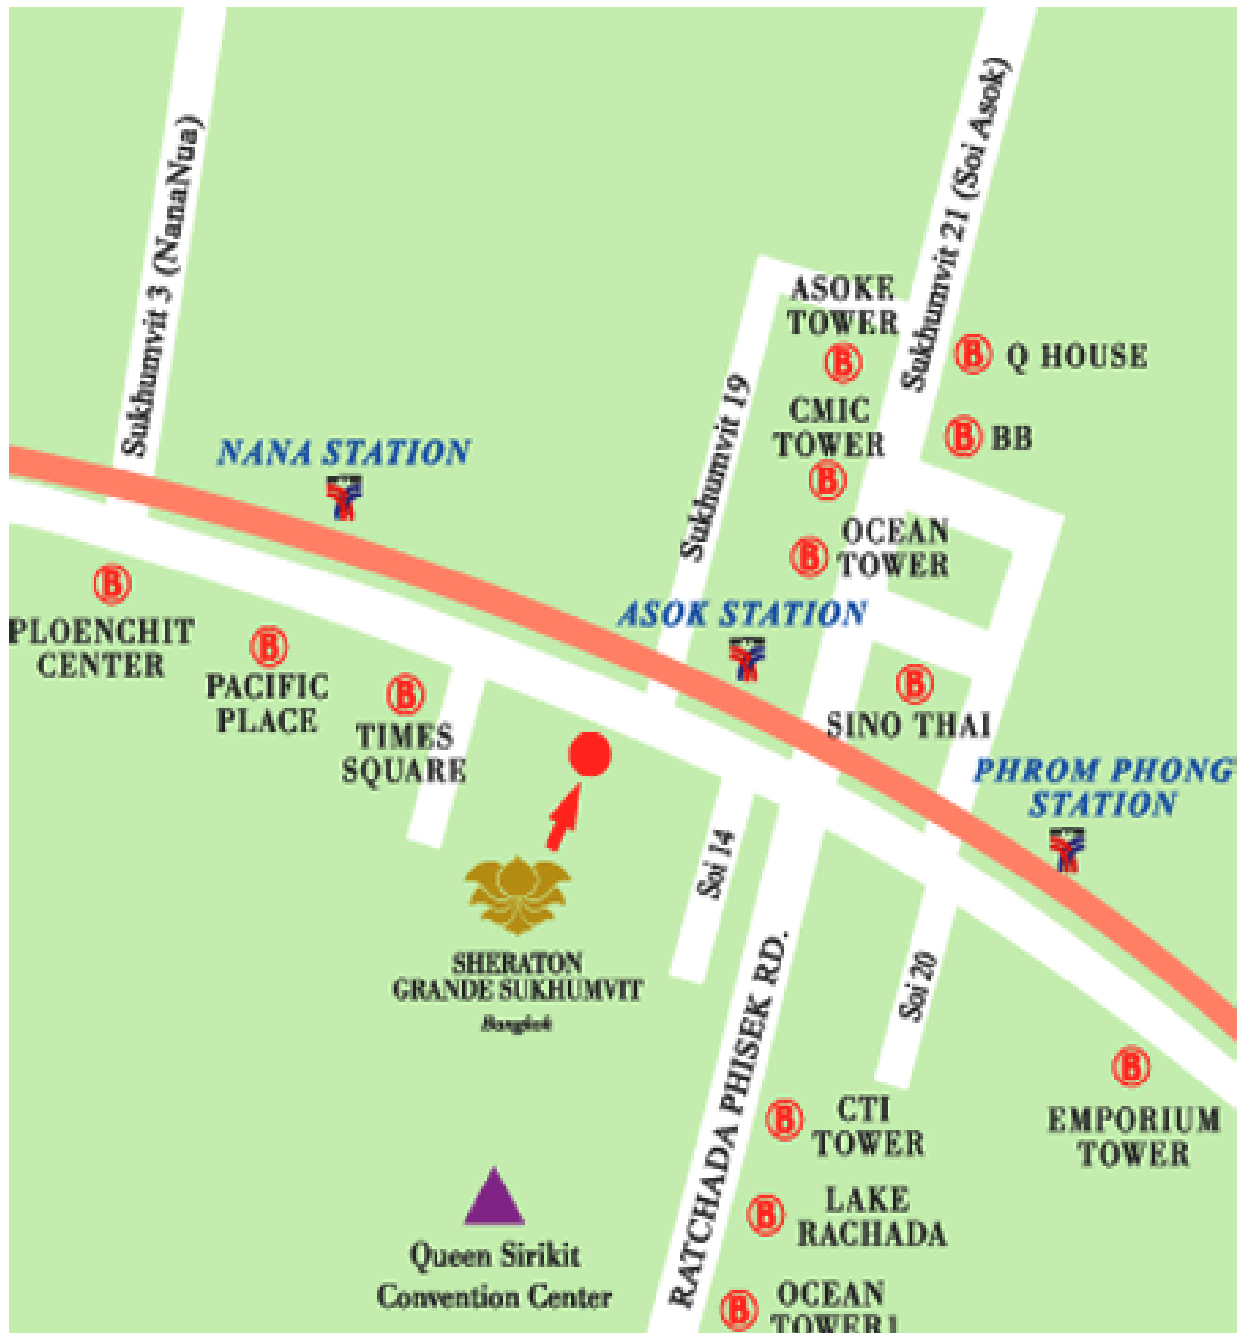 Sukhumvit 3 (NanaNua)
Sukhumvit 21 (Soi Asok)
ASOKE
TOWER
B
B
Q HOUSE
Sukhumvit 19
CMIC
TOWER
B
B
BB
NANA STATION
B
OCEAN
TOWER
B
PLOENCHIT
CENTER
B
PACIFIC
PLACE
B
TIMES
SQUARE
ASOK STATION
B
SINO THAI
PHROM PHONG
STATION
Soi 14
SHERATON
GRANDE SUKHUMVIT
Bangkok
RATCHADA PHISEK RD.
Soi 20
B
EMPORIUM
TOWER
B
CTI
TOWER
B
LAKE
RACHADA
Queen Sirikit
Convention Center
B
OCEAN
TOWER1